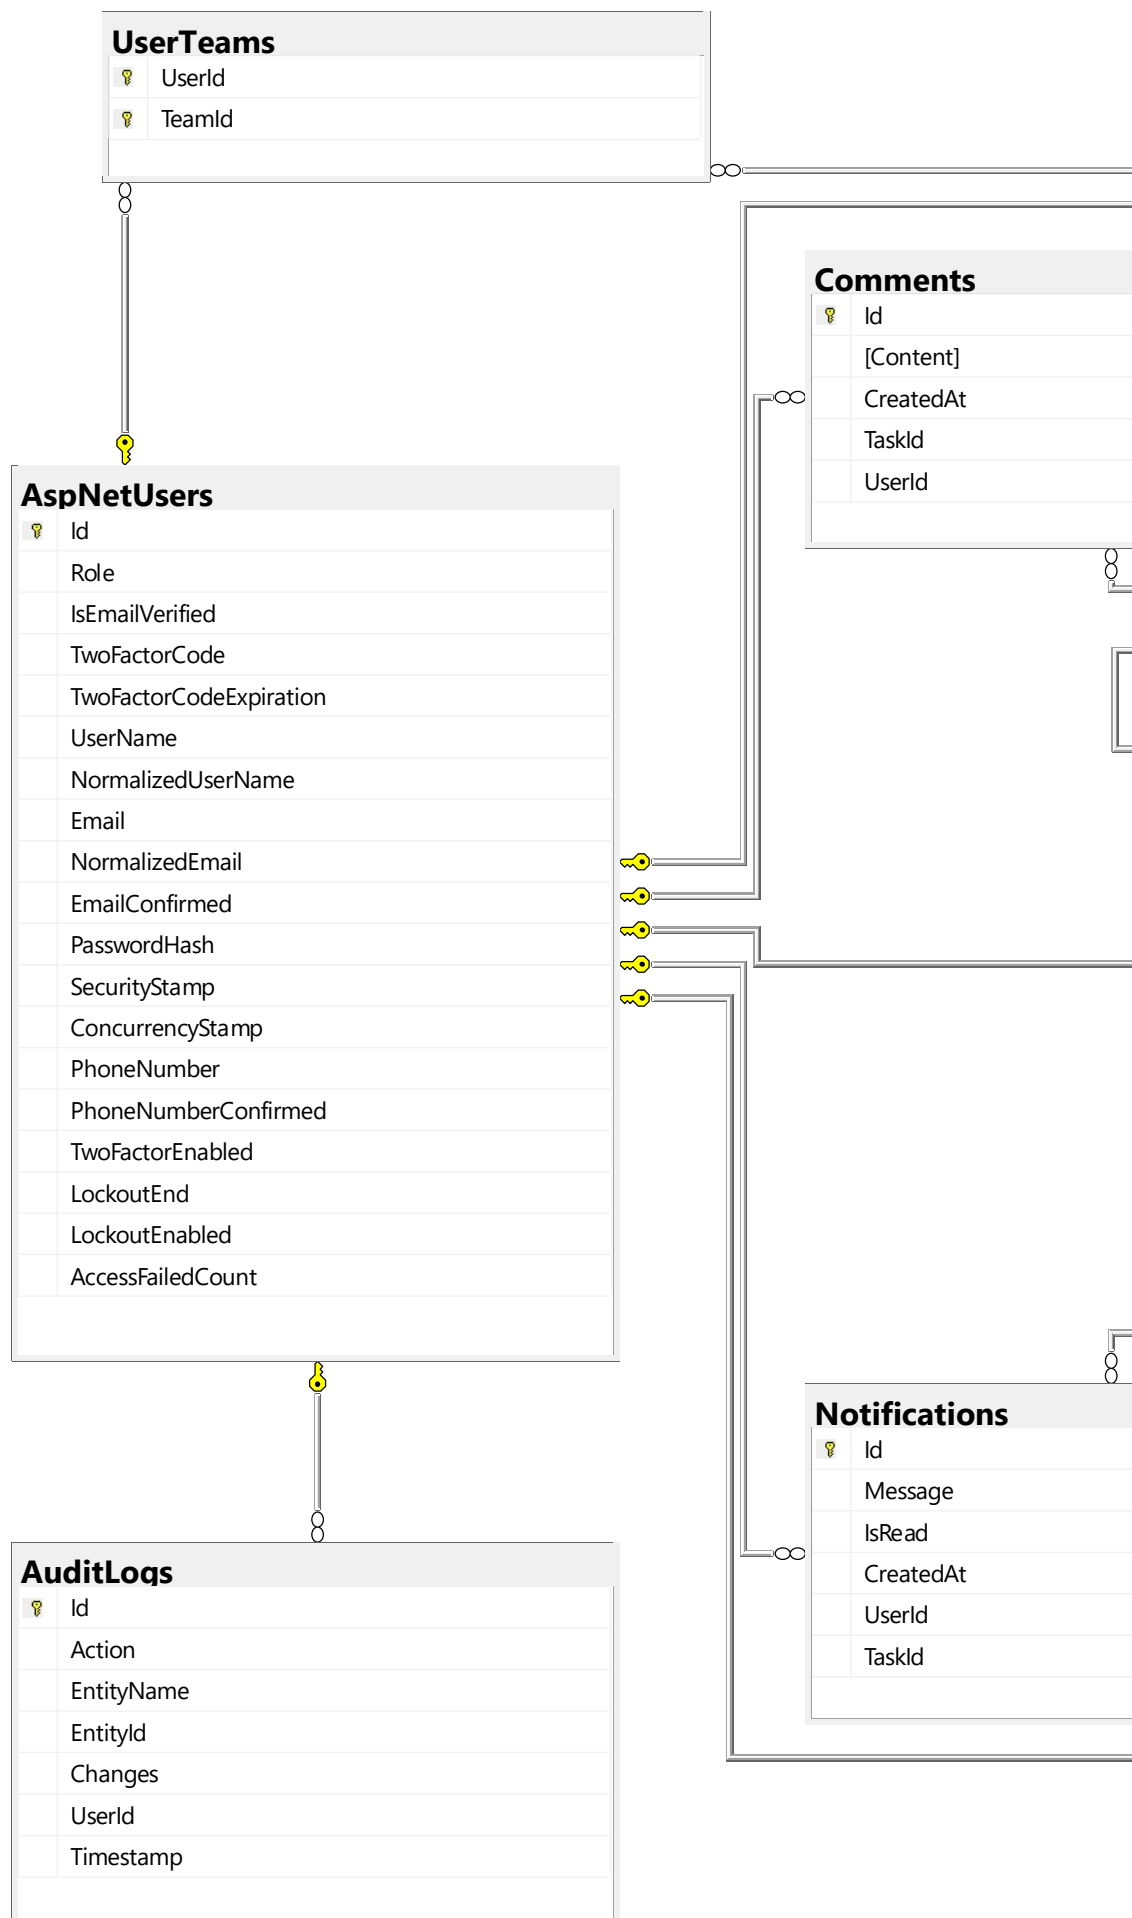 UserTeams
UserId
TeamId
Comments
Id
[Content]
CreatedAt
TaskId
UserId
AspNetUsers
Id
Role
IsEmailVerified
TwoFactorCode
TwoFactorCodeExpiration
UserName
NormalizedUserName
Email
NormalizedEmail
EmailConfirmed
PasswordHash
SecurityStamp
ConcurrencyStamp
PhoneNumber
PhoneNumberConfirmed
TwoFactorEnabled
LockoutEnd
LockoutEnabled
AccessFailedCount
Notifications
Id
Message
IsRead
CreatedAt
UserId
TaskId
AuditLogs
Id
Action
EntityName
EntityId
Changes
UserId
Timestamp